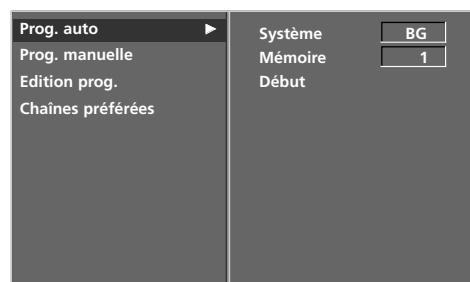 Prog. auto ►
Prog. manuelle
Edition prog.
Chaînes préférées
Système BG
Mémoire 1
Début